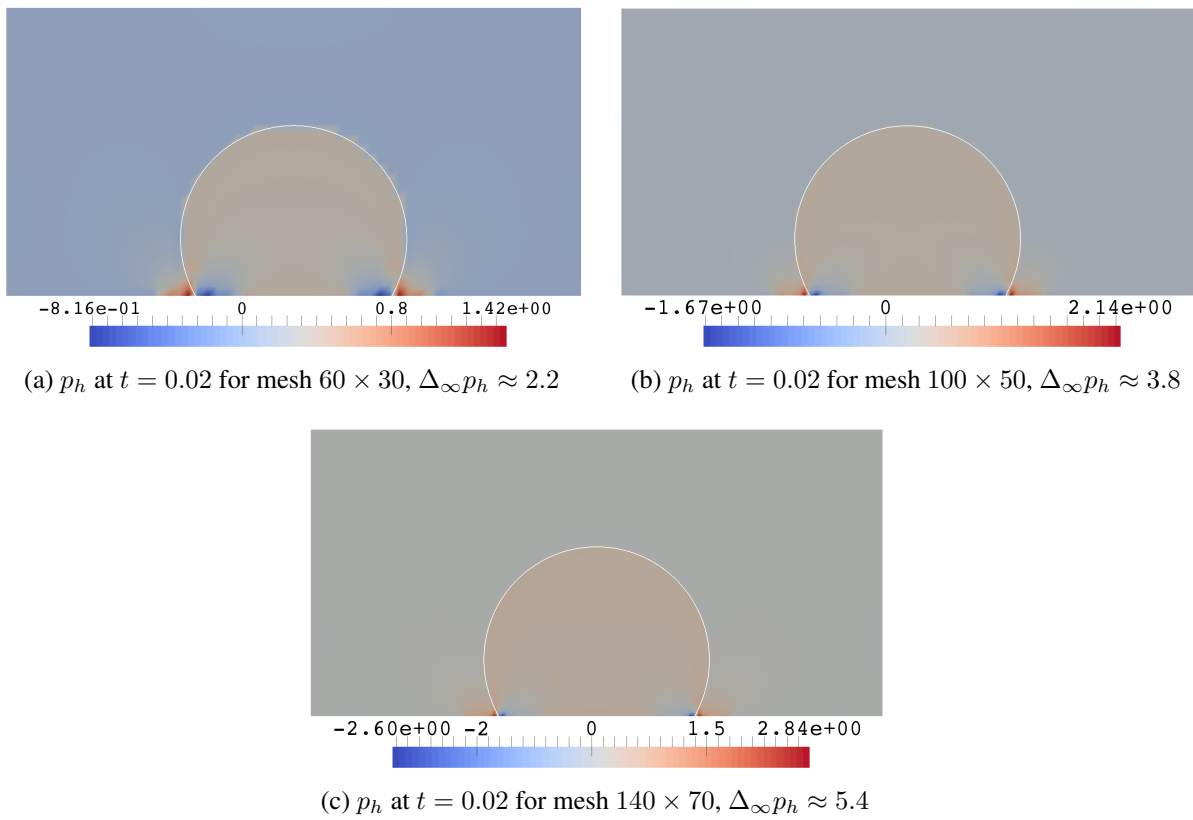 -8.16e-01 0 0.8 1.42e+00
(a) p_h at t = 0.02 for mesh 60 × 30, Δ_∞p_h ≈ 2.2
-1.67e+00 0 2.14e+00
(b) p_h at t = 0.02 for mesh 100 × 50, Δ_∞p_h ≈ 3.8
-2.60e+00 -2 0 1.5 2.84e+00
(c) p_h at t = 0.02 for mesh 140 × 70, Δ_∞p_h ≈ 5.4